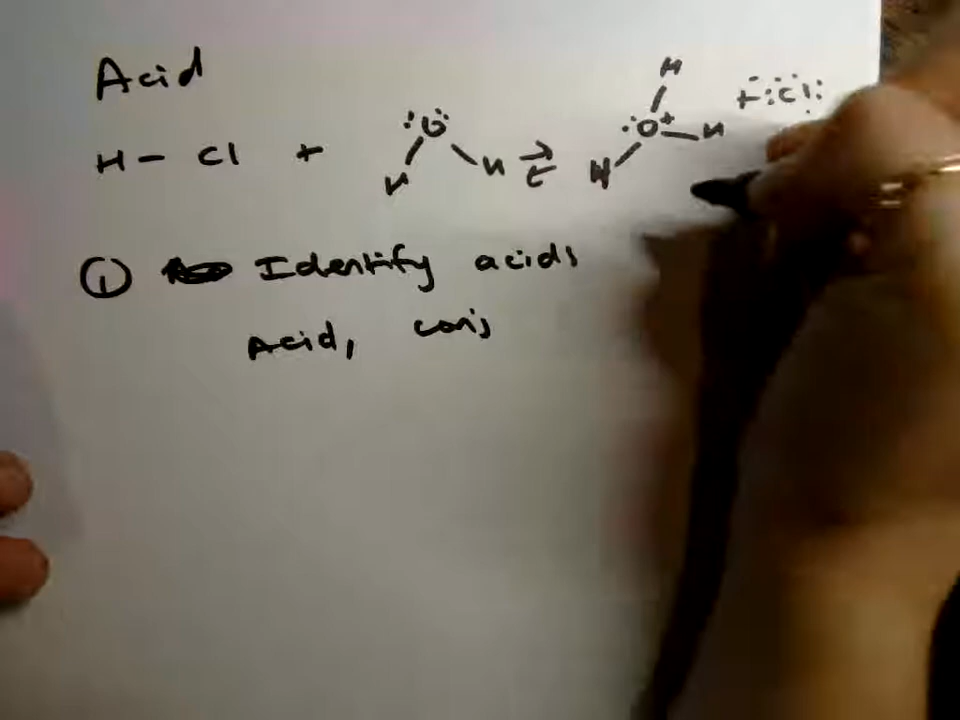 Acid
H — Cl + :Ö: H H ⇄ H :O⁺ — H H + :Cl:
① Identify acids
Acid, conj